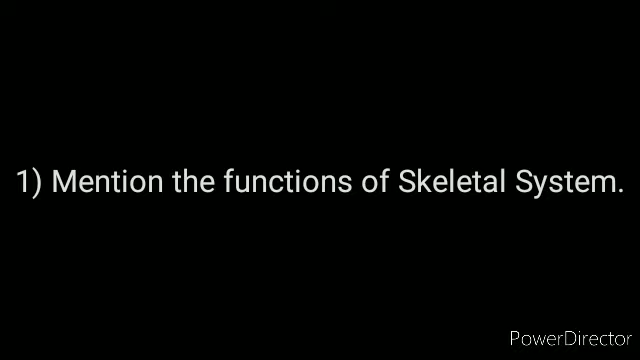 1) Mention the functions of Skeletal System.
PowerDirector